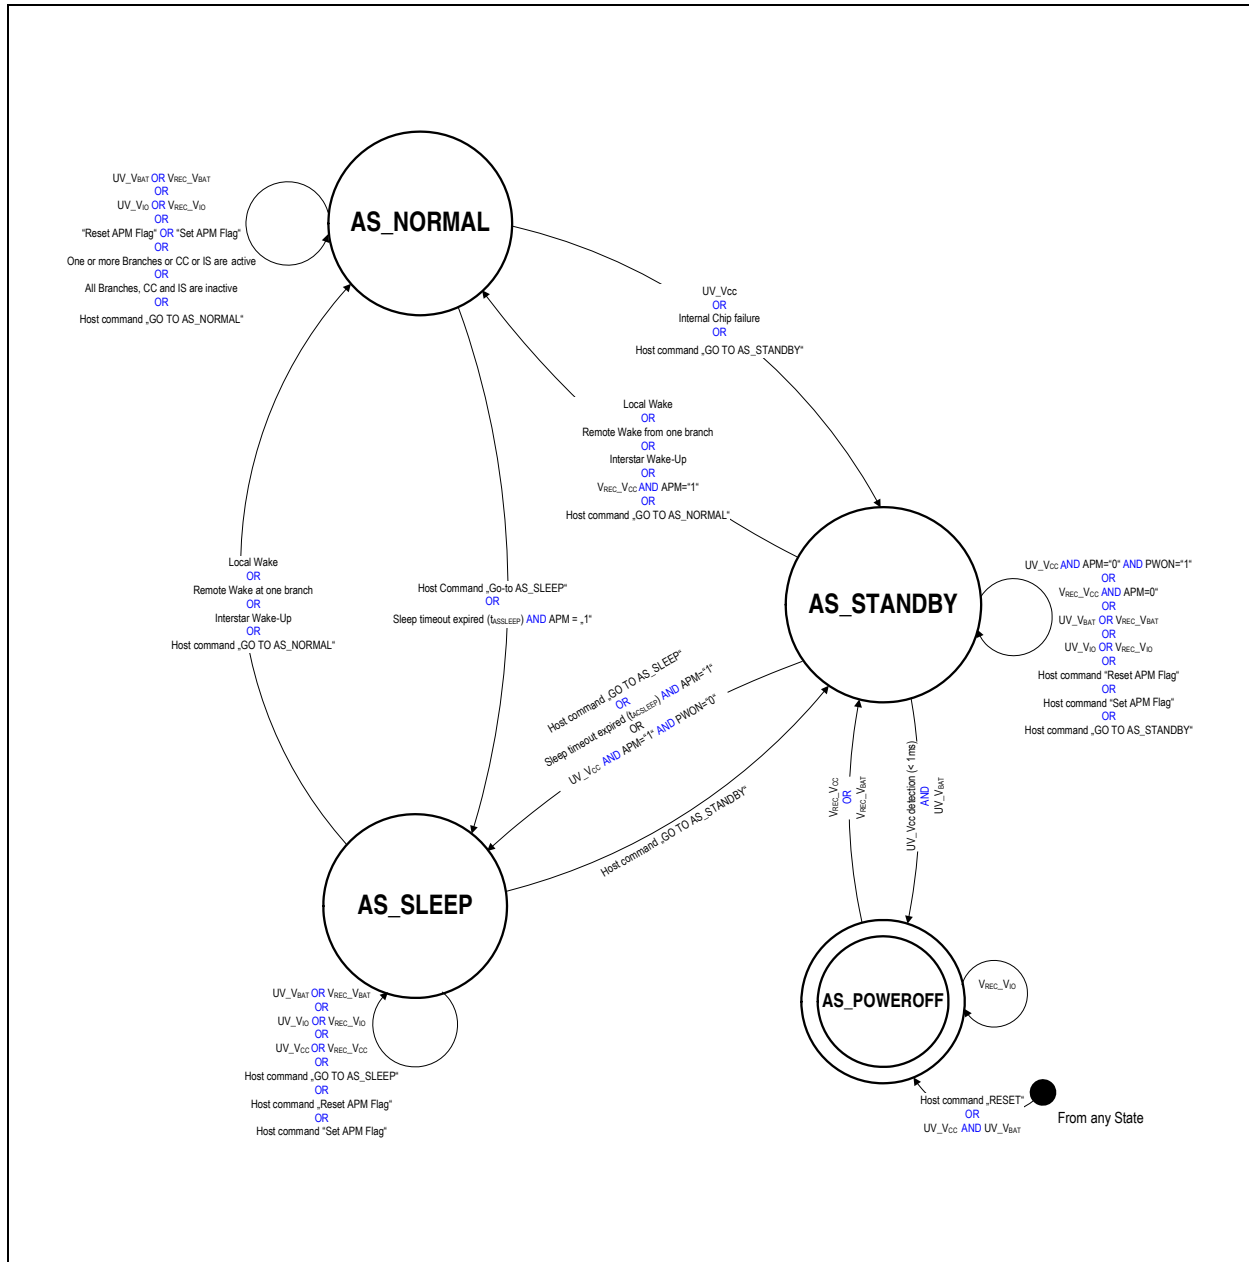 UV_VBAT OR VREC_VBAT
OR
UV_VIO OR VREC_VIO
OR
"Reset APM Flag" OR "Set APM Flag"
OR
One or more Branches or CC or IS are active
OR
All Branches, CC and IS are inactive
OR
Host command „GO TO AS_NORMAL"
AS_NORMAL
UV_Vcc
OR
Internal Chip failure
OR
Host command „GO TO AS_STANDBY"
Local Wake
OR
Remote Wake from one branch
OR
Interstar Wake-Up
OR
VREC_VCC AND APM="1"
OR
Host command „GO TO AS_NORMAL"
Local Wake
OR
Remote Wake at one branch
OR
Interstar Wake-Up
OR
Host command „GO TO AS_NORMAL"
Host Command „Go-to AS_SLEEP"
OR
Sleep timeout expired (tASSLEEP) AND APM = „1"
AS_STANDBY
UV_VCC AND APM="0" AND PWON="1"
OR
VREC_VCC AND APM=0"
OR
UV_VBAT OR VREC_VBAT
OR
UV_VIO OR VREC_VIO
OR
Host command "Reset APM Flag"
OR
Host command "Set APM Flag"
OR
Host command „GO TO AS_STANDBY"
Host command „GO TO AS_SLEEP"
OR
Sleep timeout expired (tACSLEEP) AND APM="1"
OR
UV_VCC AND APM="1" AND PWON="0"
Host command „GO TO AS_STANDBY"
VREC_VCC
OR
VREC_VBAT
UV_Vcc detection (< 1ms)
AND
UV_VBAT
AS_SLEEP
UV_VBAT OR VREC_VBAT
OR
UV_VIO OR VREC_VIO
OR
UV_VCC OR VREC_VCC
OR
Host command „GO TO AS_SLEEP"
OR
Host command „Reset APM Flag"
OR
Host command "Set APM Flag"
AS_POWEROFF
VREC_VIO
Host command „RESET"
OR
UV_VCC AND UV_VBAT
From any State